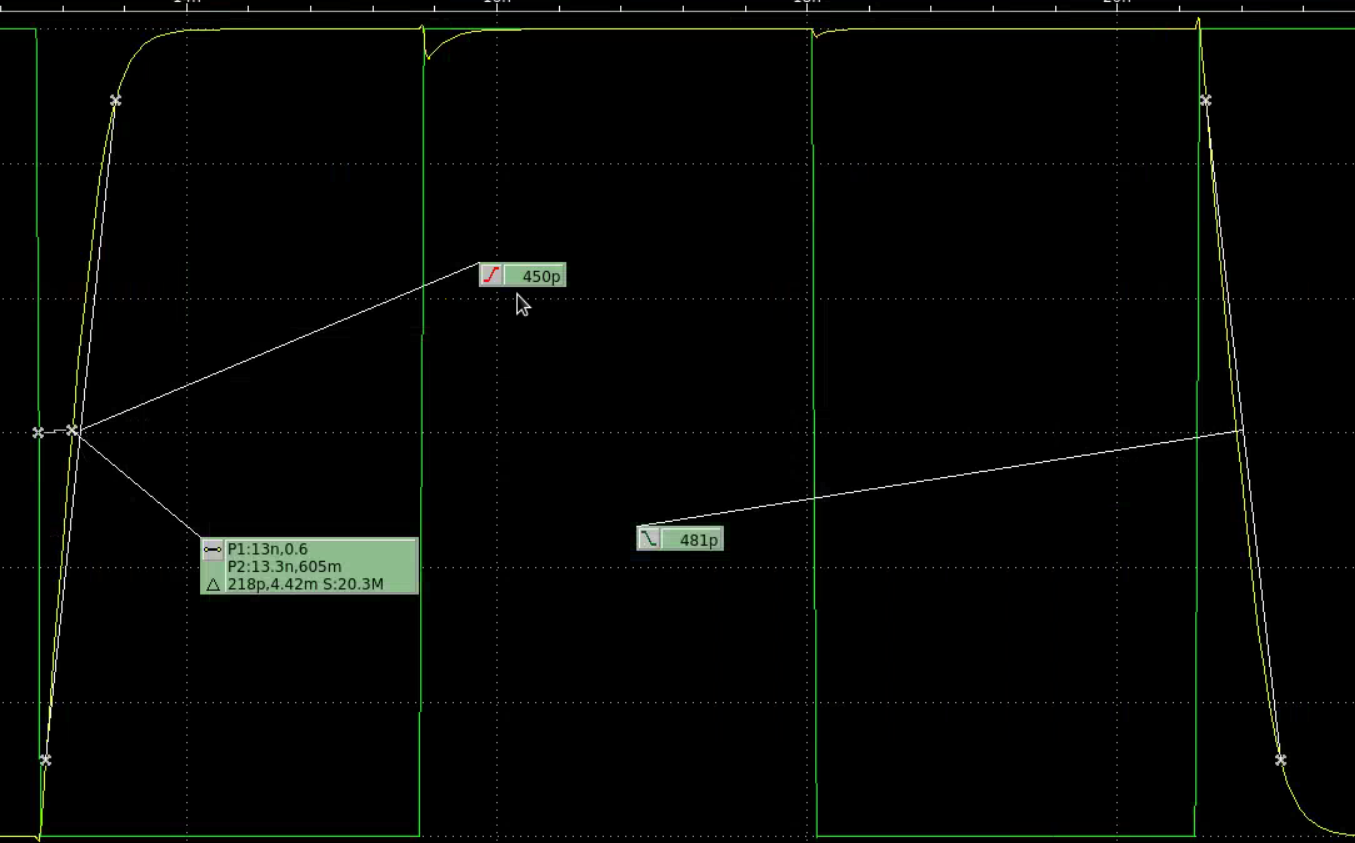 450p
481p
P1:13n,0.6
P2:13.3n,605m
△ 218p,4.42m S:20.3M